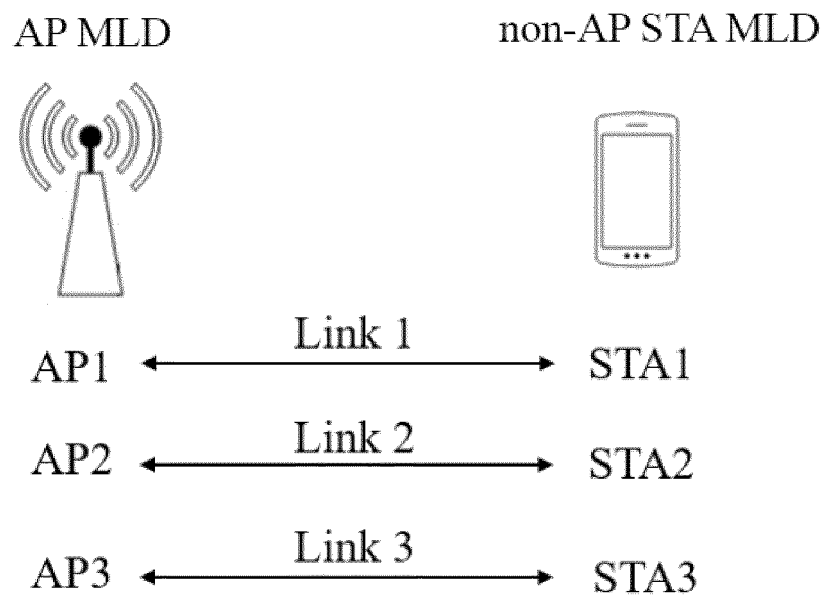 AP MLD
non-AP STA MLD
AP1 Link 1 STA1
AP2 Link 2 STA2
AP3 Link 3 STA3